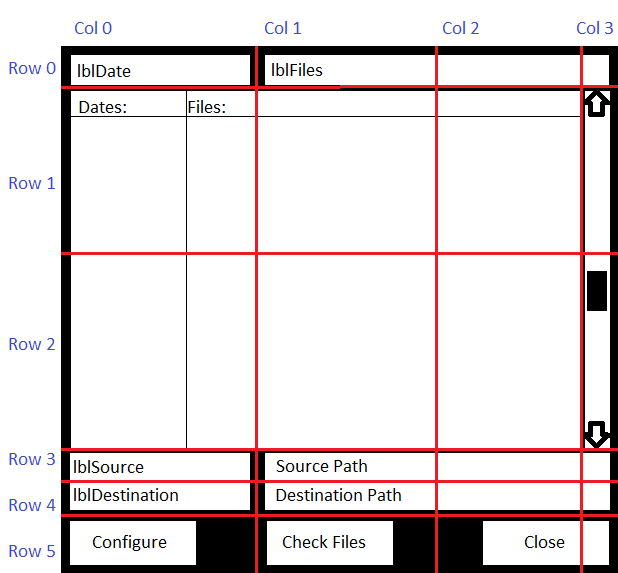 Col 0 Col 1 Col 2 Col 3
Row 0 lblDate lblFiles
Dates: Files:
Row 1
Row 2
Row 3 lblSource Source Path
Row 4 lblDestination Destination Path
Row 5 Configure Check Files Close